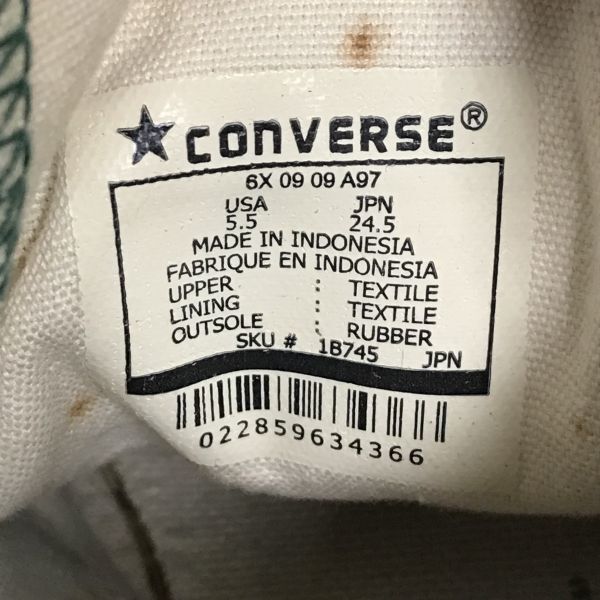 CONVERSE®
6X 09 09 A97
USA JPN
5.5 24.5
MADE IN INDONESIA
FABRIQUE EN INDONESIA
UPPER : TEXTILE
LINING : TEXTILE
OUTSOLE : RUBBER
SKU # 1B745 JPN
022859634366